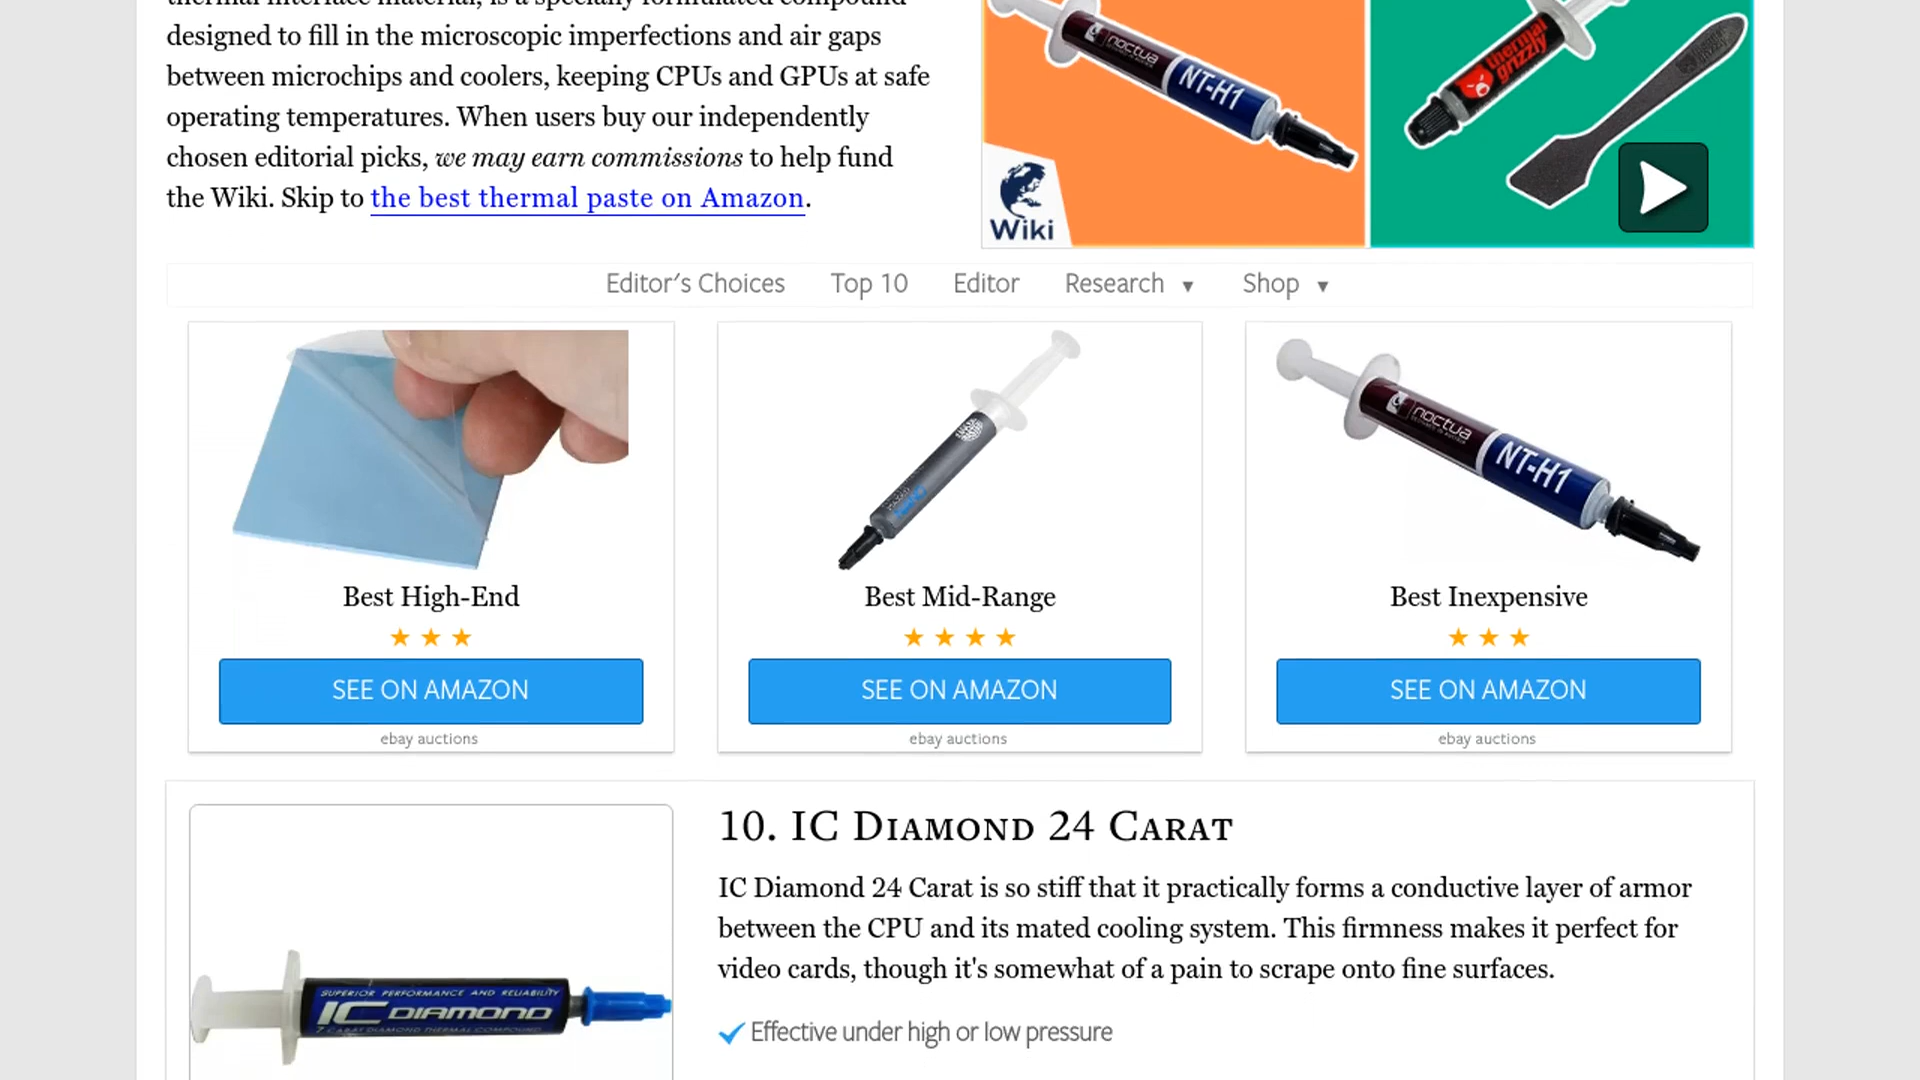 designed to fill in the microscopic imperfections and air gaps
between microchips and coolers, keeping CPUs and GPUs at safe
operating temperatures. When users buy our independently
chosen editorial picks, we may earn commissions to help fund
the Wiki. Skip to the best thermal paste on Amazon.
noctua
NT-H1
thermal
grizzly
Wiki
Editor's Choices Top 10 Editor Research ▼ Shop ▼
noctua
NT-H1
Best High-End
Best Mid-Range
Best Inexpensive
SEE ON AMAZON
SEE ON AMAZON
SEE ON AMAZON
ebay auctions
ebay auctions
ebay auctions
10. IC Diamond 24 Carat
IC Diamond 24 Carat is so stiff that it practically forms a conductive layer of armor
between the CPU and its mated cooling system. This firmness makes it perfect for
video cards, though it's somewhat of a pain to scrape onto fine surfaces.
Effective under high or low pressure
SUPERIOR PERFORMANCE AND RELIABILITY
IC DIAMOND
7 CARAT DIAMOND THERMAL COMPOUND